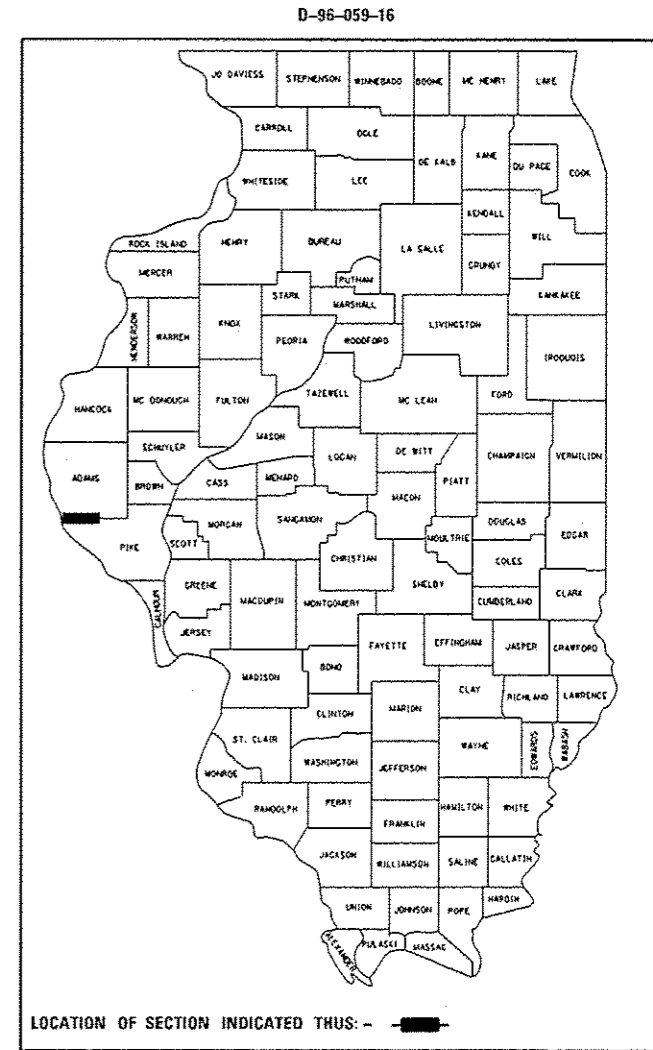 D-96-059-16
JO DAVIESS STEPHENSON WINNEBAGO BOONE MC HENRY LAKE
CARROLL OGLE
DE KALB KANE DU PAGE COOK
WHITESIDE LEE
KENDALL
ROCK ISLAND HENRY BUREAU LA SALLE WILL
MERCER PUTNAM GRUNDY
STARK MARSHALL KANKAKEE
HENDERSON WARREN KNOX PEORIA WOODFORD LIVINGSTON
IROQUOIS
HANCOCK MC DONOUGH FULTON TAZEWELL MC LEAN FORD
MASON
SCHUYLER LOGAN DE WITT CHAMPAIGN VERMILION
ADAMS BROWN CASS MENARD PIATT
MACON
MORGAN SANGAMON DOUGLAS
PIKE SCOTT CHRISTIAN MOULTRIE EDGAR
COLES
CALHOUN GREENE MACOUPIN MONTGOMERY SHELBY CUMBERLAND CLARK
JERSEY FAYETTE EFFINGHAM JASPER CRAWFORD
MADISON BOND
CLAY RICHLAND LAWRENCE
CLINTON MARION
ST. CLAIR WAYNE EDWARDS WABASH
MONROE WASHINGTON JEFFERSON
RANDOLPH PERRY HAMILTON WHITE
FRANKLIN
JACKSON WILLIAMSON SALINE GALLATIN
UNION JOHNSON POPE HARDIN
ALEXANDER PULASKI MASSAC
LOCATION OF SECTION INDICATED THUS: -